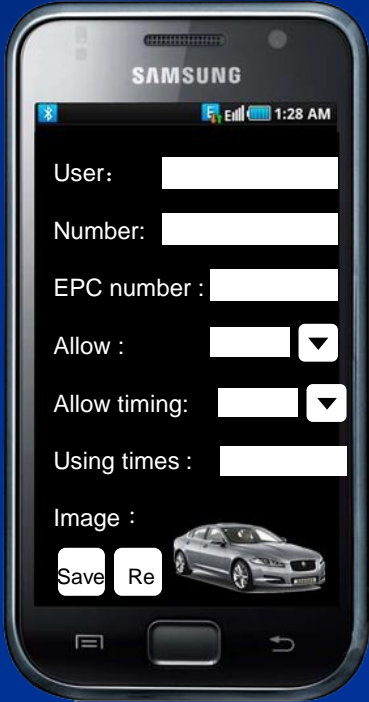 SAMSUNG
E 1:28 AM
User：
Number:
EPC number :
Allow :
Allow timing:
Using times :
Image：
Save Re